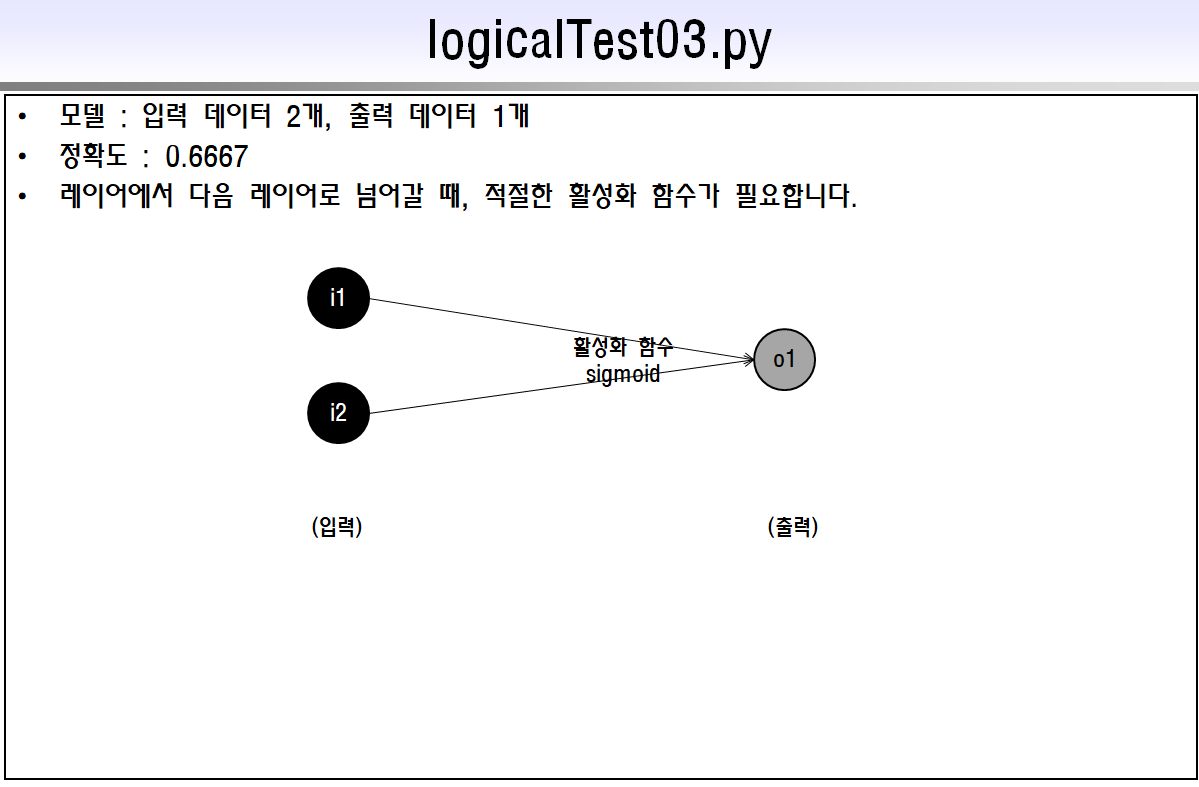 logicalTest03.py
• 모델 : 입력 데이터 2개, 출력 데이터 1개
• 정확도 : 0.6667
• 레이어에서 다음 레이어로 넘어갈 때, 적절한 활성화 함수가 필요합니다.
i1
활성화 함수
sigmoid
o1
i2
(입력)
(출력)